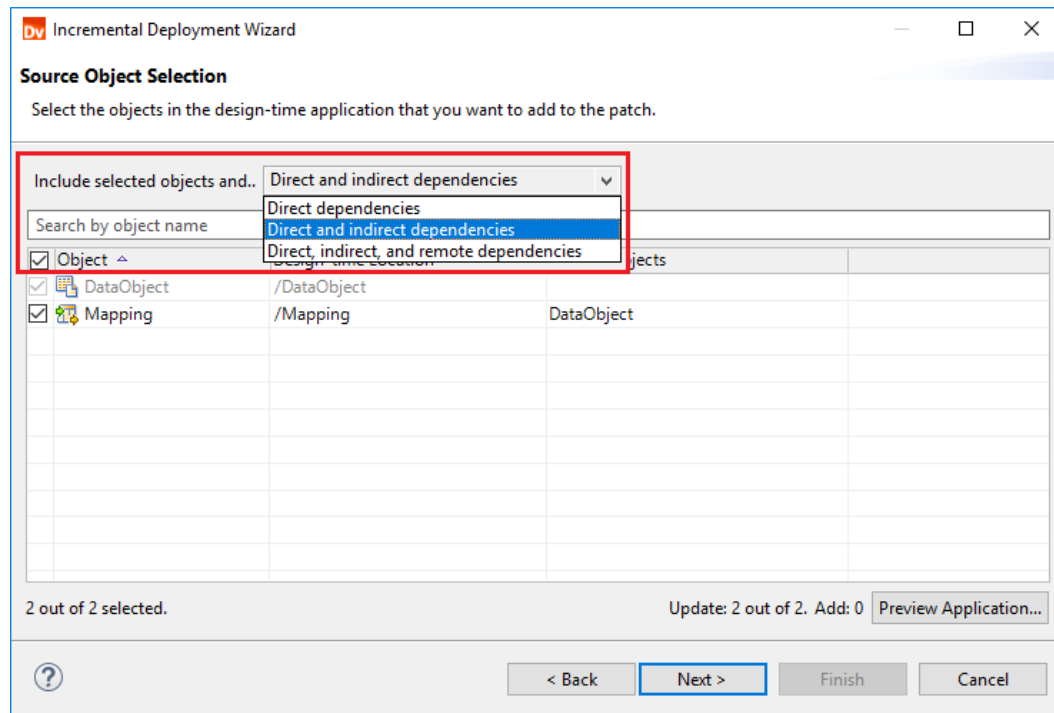 Dv Incremental Deployment Wizard
Source Object Selection
Select the objects in the design-time application that you want to add to the patch.
Include selected objects and.. Direct and indirect dependencies
Direct dependencies
Search by object name Direct and indirect dependencies
Direct, indirect, and remote dependencies
Object
DataObject /DataObject
Mapping /Mapping DataObject
2 out of 2 selected. Update: 2 out of 2. Add: 0 Preview Application...
? < Back Next > Finish Cancel